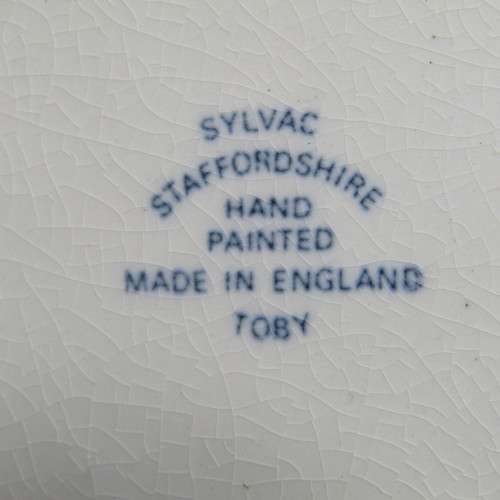 SYLVAC
STAFFORDSHIRE
HAND
PAINTED
MADE IN ENGLAND
TOBY